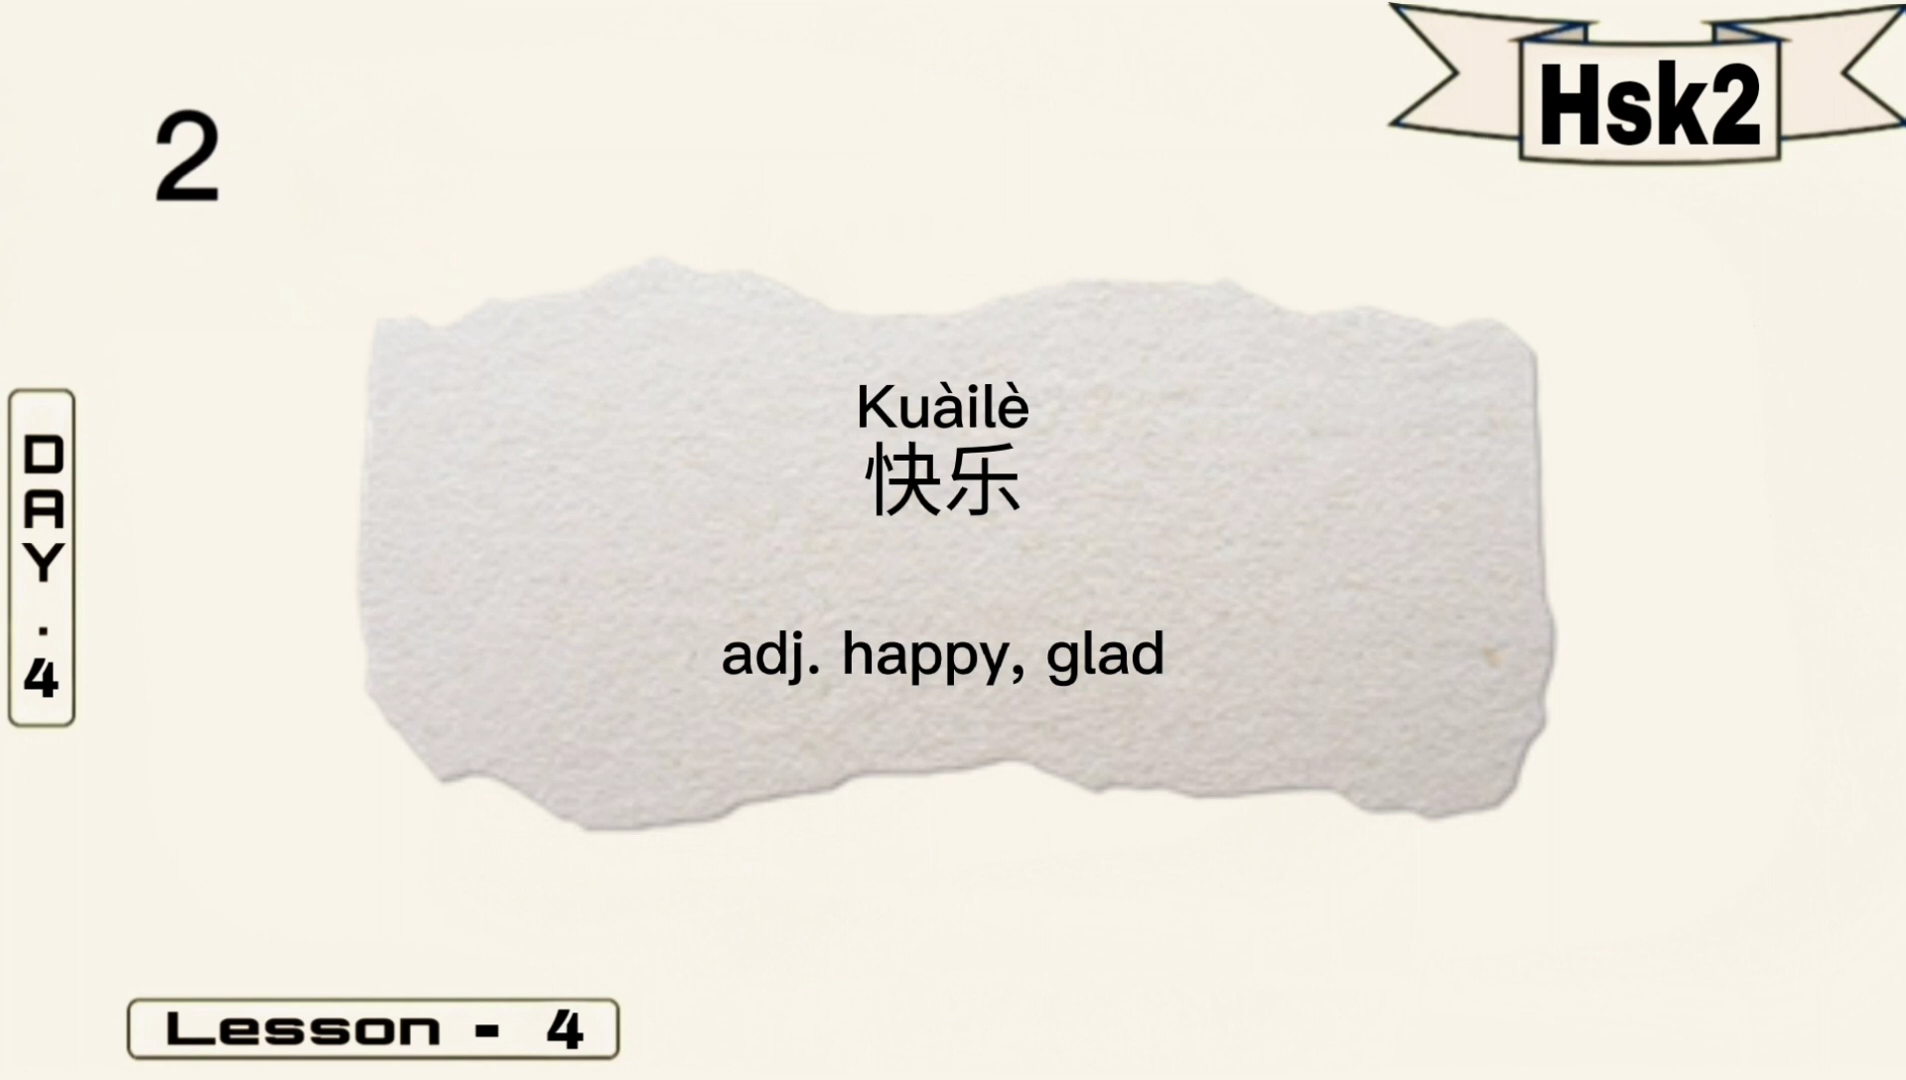 Hsk2
2
Kuàilè
快乐
adj. happy, glad
DAY.4
Lesson - 4